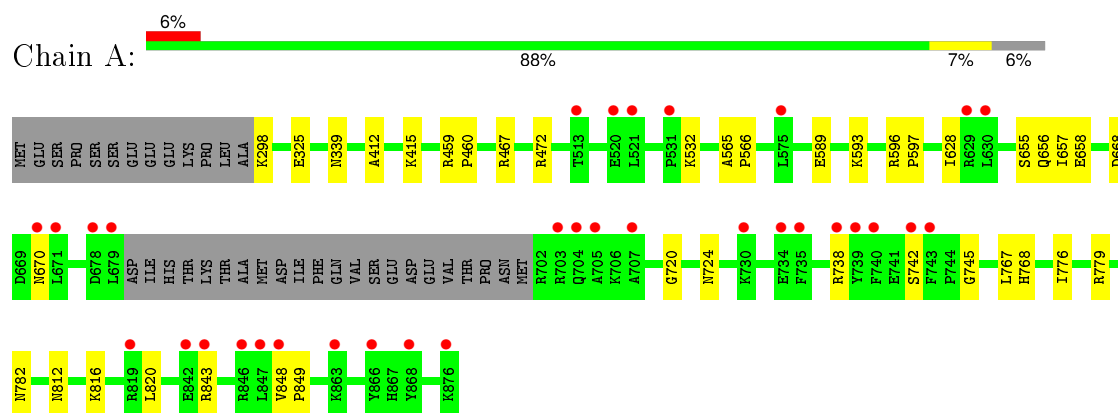 6%
Chain A:
88% 7% 6%
MET GLU SER PRO SER SER GLU GLU GLU LYS PRO LEU ALA K298 E325 N339 A412 K415 R459 P460 R467 R472 T513 E520 L521 P531 K532 A565 P566 L575 E589 K593 R596 P597 I628 R629 L630 S655 Q656 I657 E658
D669 N670 L671 D678 L679 ASP ILE HIS THR LYS THR ALA MET ASP ILE PHE GLN VAL SER GLU ASP GLU VAL THR PRO ASN MET R702 R703 Q704 A705 K706 A707 G720 N724 K730 E734 F735 R738 Y739 F740 E741 S742 F743 P744 G745 L767 H768 I776 R779
N782 N812 K816 R819 L820 E842 R843 R846 L847 V848 P849 K863 Y866 H867 Y868 K876